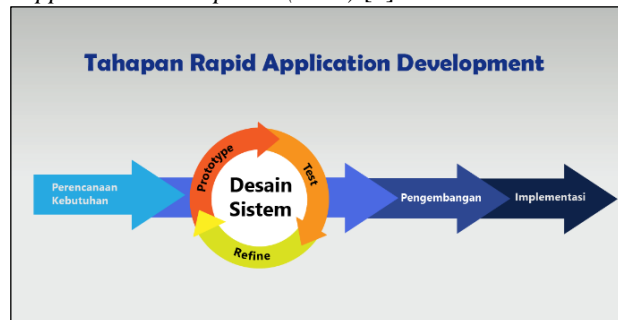 Tahapan Rapid Application Development
Perencanaan
Kebutuhan
Prototype
Test
Refine
Desain
Sistem
Pengembangan
Implementasi